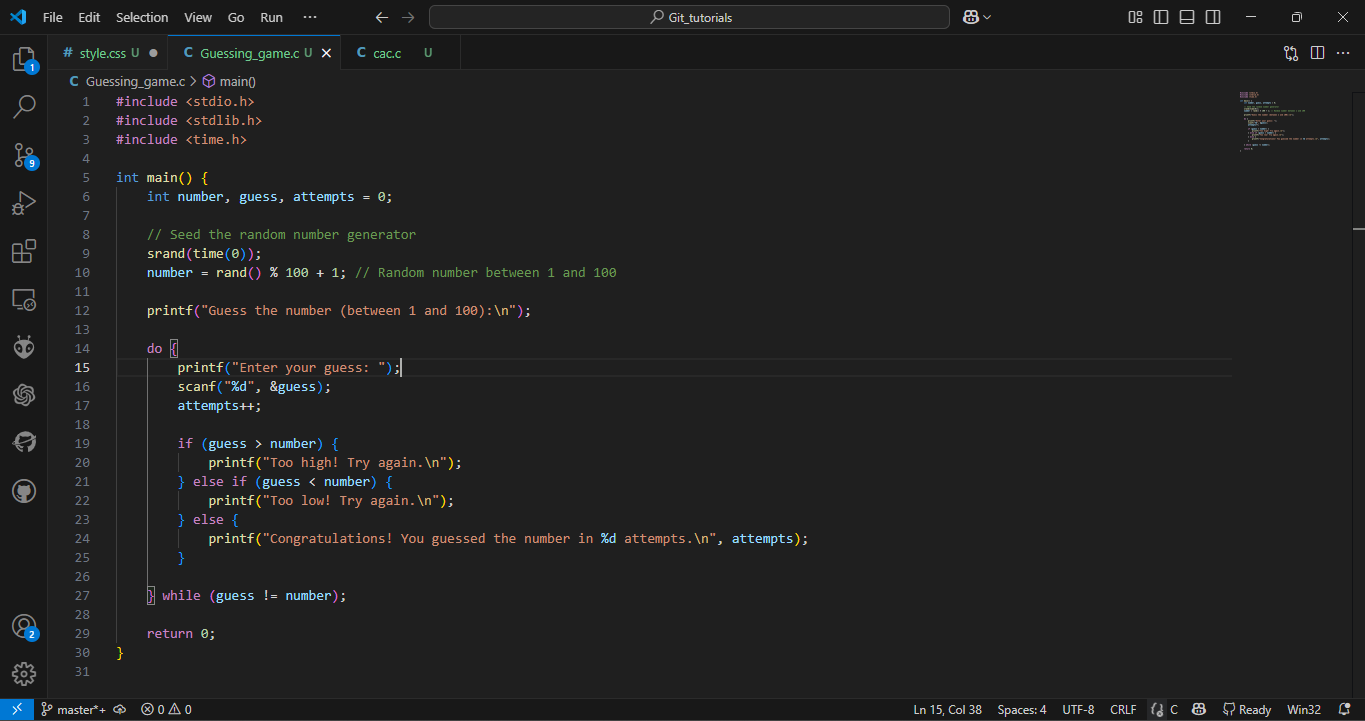 File Edit Selection View Go Run ··· Git_tutorials
# style.css U ● C Guessing_game.c U × C cac.c U
C Guessing_game.c > main()
1 #include <stdio.h>
2 #include <stdlib.h>
3 #include <time.h>
4
5 int main() {
6     int number, guess, attempts = 0;
7
8     // Seed the random number generator
9     srand(time(0));
10     number = rand() % 100 + 1; // Random number between 1 and 100
11
12     printf("Guess the number (between 1 and 100):\n");
13
14     do {
15         printf("Enter your guess: ");
16         scanf("%d", &guess);
17         attempts++;
18
19         if (guess > number) {
20             printf("Too high! Try again.\n");
21         } else if (guess < number) {
22             printf("Too low! Try again.\n");
23         } else {
24             printf("Congratulations! You guessed the number in %d attempts.\n", attempts);
25         }
26
27     } while (guess != number);
28
29     return 0;
30 }
31
1
9
2
master*+ 0 0 Ln 15, Col 38 Spaces: 4 UTF-8 CRLF C Ready Win32